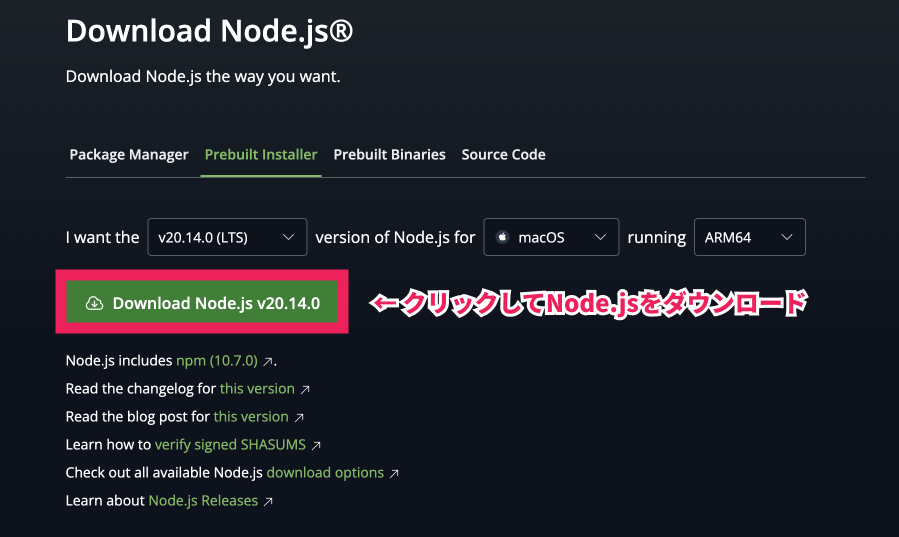 Download Node.js®
Download Node.js the way you want.
Package Manager Prebuilt Installer Prebuilt Binaries Source Code
I want the v20.14.0 (LTS) version of Node.js for macOS running ARM64
Download Node.js v20.14.0 ←クリックしてNode.jsをダウンロード
Node.js includes npm (10.7.0) ↗.
Read the changelog for this version ↗
Read the blog post for this version ↗
Learn how to verify signed SHASUMS ↗
Check out all available Node.js download options ↗
Learn about Node.js Releases ↗